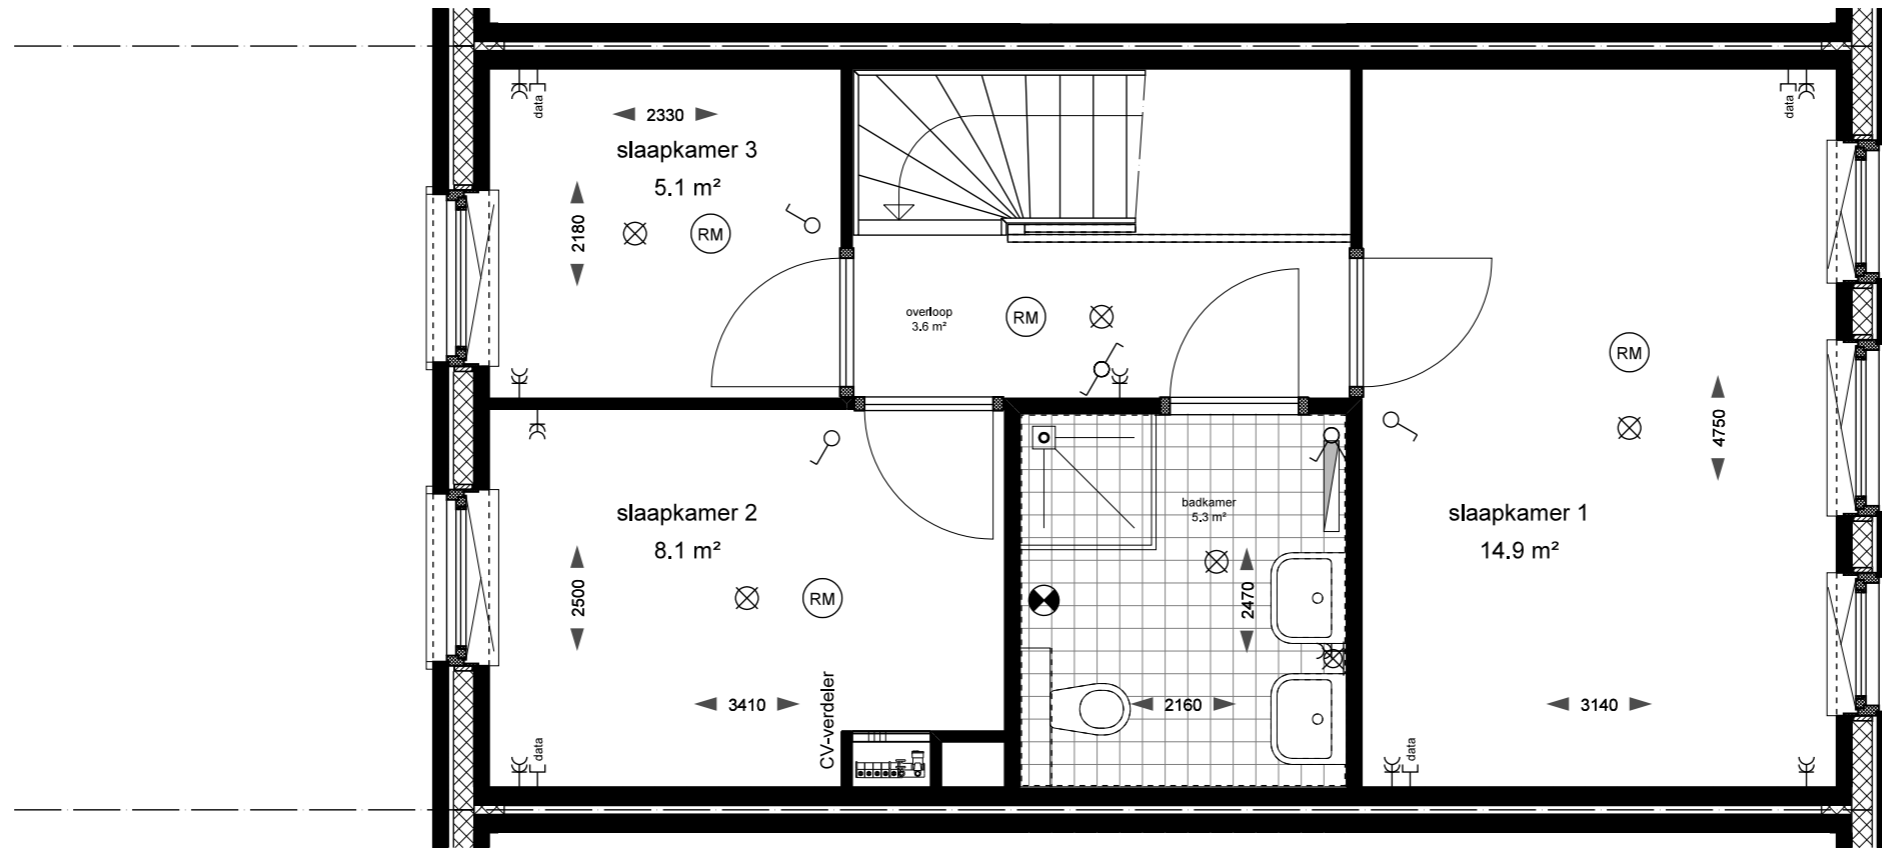 data
2330
slaapkamer 3
5.1 m²
2180
RM
data
overloop
3.6 m²
RM
RM
4750
slaapkamer 2
8.1 m²
2500
RM
3410
CV-verdeler
data
badkamer
5.3 m²
2470
2160
slaapkamer 1
14.9 m²
3140
data